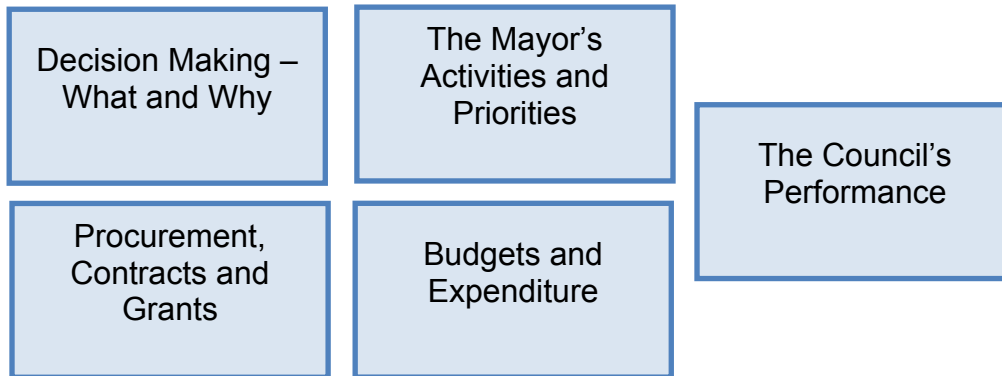 Decision Making –
What and Why
The Mayor’s
Activities and
Priorities
The Council’s
Performance
Procurement,
Contracts and
Grants
Budgets and
Expenditure